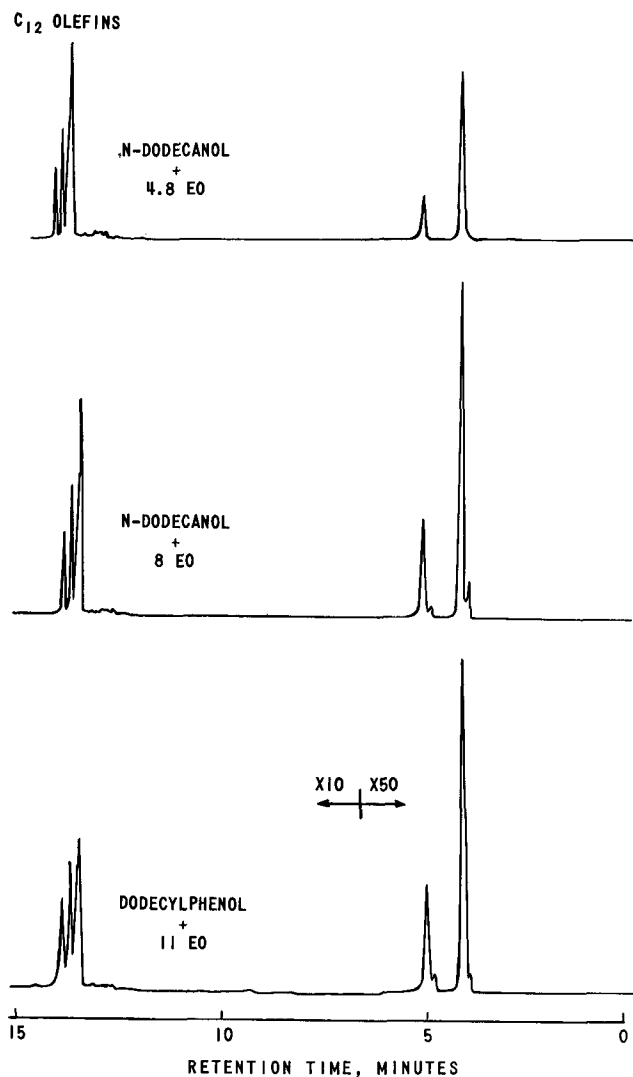 C₁₂ OLEFINS
N-DODECANOL
+
4.8 EO
N-DODECANOL
+
8 EO
X10 X50
DODECYLPHENOL
+
11 EO
15 10 5 0
RETENTION TIME, MINUTES